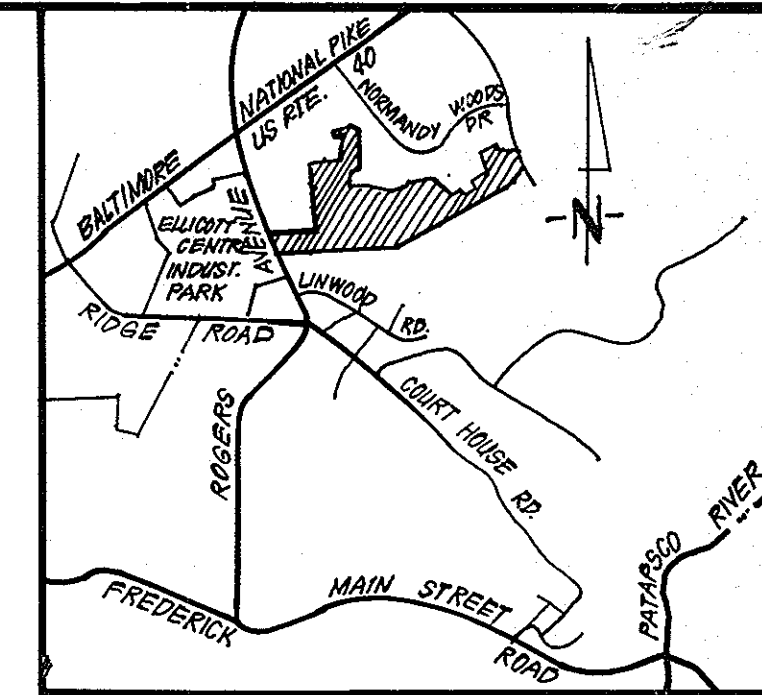 BALTIMORE NATIONAL PIKE
US RTE. 40
NORMANDY WOODS
DR
ELLICOTT
CENTRE
INDUST.
PARK
AVENUE
-N-
LINWOOD
RD.
RIDGE ROAD
ROGERS
COURT HOUSE
RD.
MAIN STREET
FREDERICK ROAD
PATAPSCO RIVER